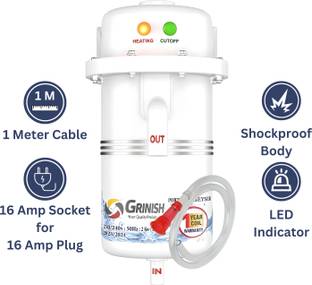 HEATING CUTOFF
1 M
1 Meter Cable
Shockproof
Body
OUT
16 Amp Socket
for
16 Amp Plug
LED
Indicator
GRINISH
1 YEAR
WARRANTY
IN